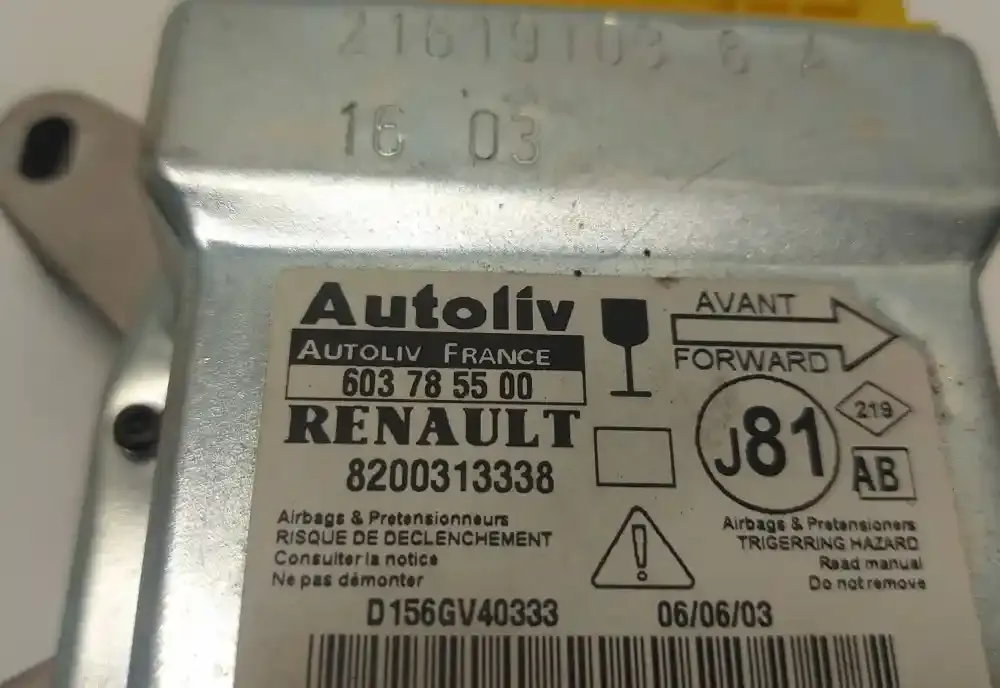 21619103 6 A
16 03
Autoliv
AUTOLIV FRANCE
603 78 55 00
RENAULT
8200313338
AVANT
FORWARD
J81
219
AB
Airbags & Pretensionneurs
RISQUE DE DECLENCHEMENT
Consulter la notice
Ne pas démonter
Airbags & Pretensioners
TRIGERRING HAZARD
Read manual
Do not remove
D156GV40333
06/06/03